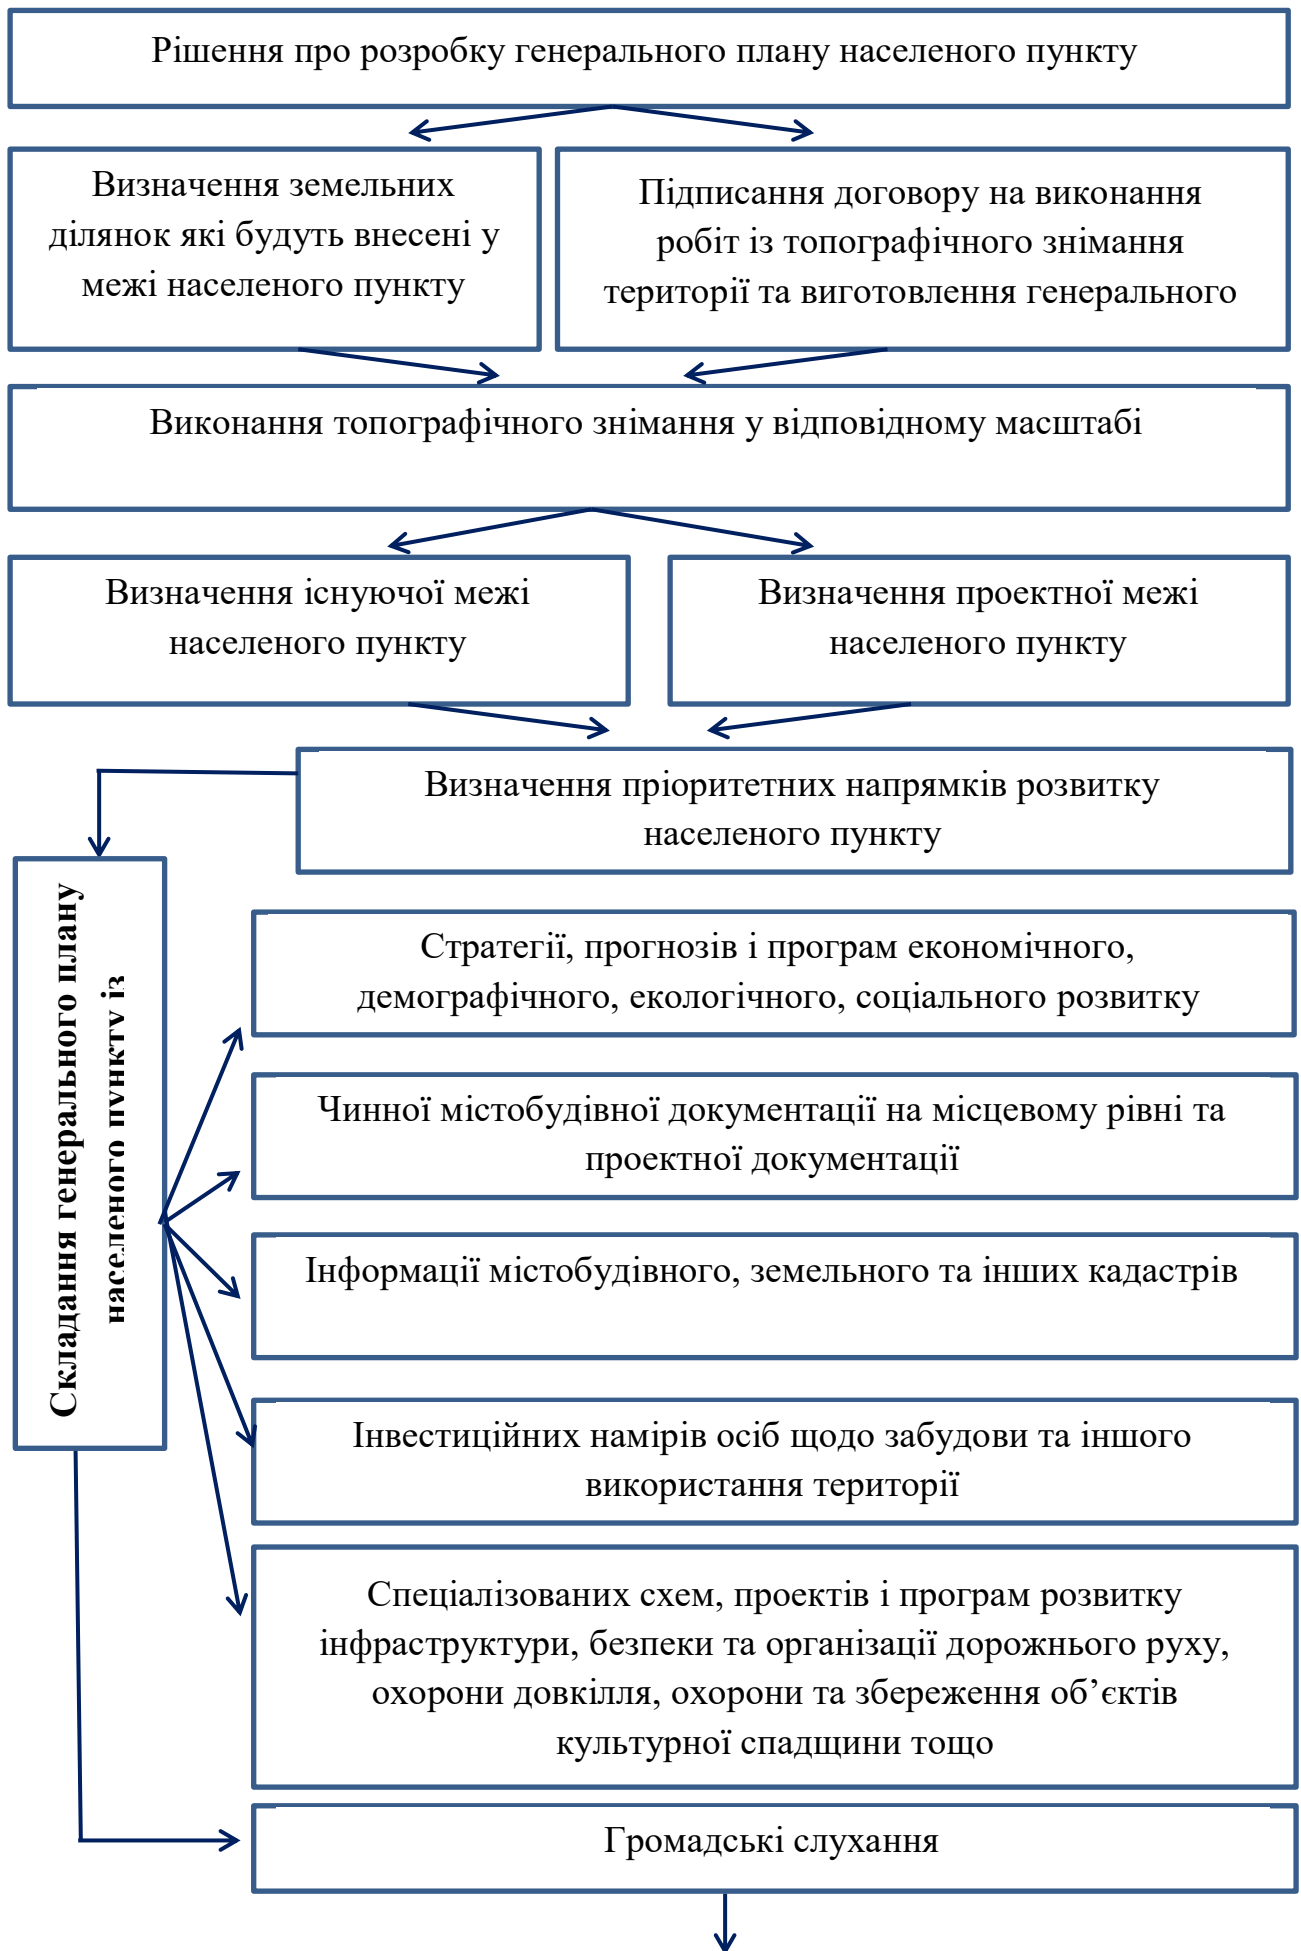 Рішення про розробку генерального плану населеного пункту
Визначення земельних
ділянок які будуть внесені у
межі населеного пункту
Підписання договору на виконання
робіт із топографічного знімання
території та виготовлення генерального
Виконання топографічного знімання у відповідному масштабі
Визначення існуючої межі
населеного пункту
Визначення проектної межі
населеного пункту
Визначення пріоритетних напрямків розвитку
населеного пункту
Складання генерального плану
населеного пункту із
Стратегії, прогнозів і програм економічного,
демографічного, екологічного, соціального розвитку
Чинної містобудівної документації на місцевому рівні та
проектної документації
Інформації містобудівного, земельного та інших кадастрів
Інвестиційних намірів осіб щодо забудови та іншого
використання території
Спеціалізованих схем, проектів і програм розвитку
інфраструктури, безпеки та організації дорожнього руху,
охорони довкілля, охорони та збереження об’єктів
культурної спадщини тощо
Громадські слухання